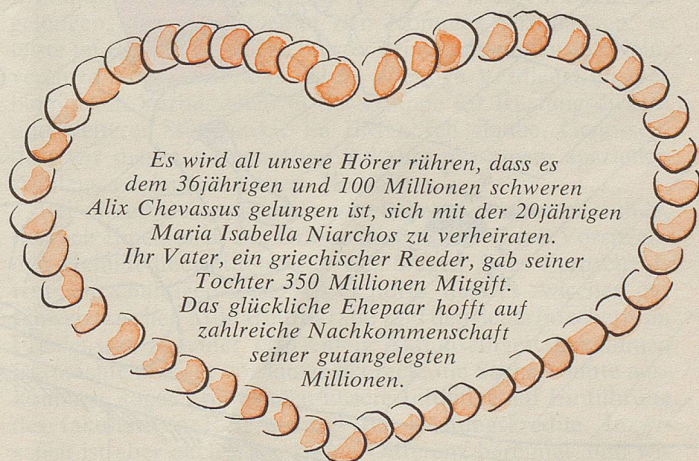 Es wird all unsere Hörer rühren, dass es
dem 36jährigen und 100 Millionen schweren
Alix Chevassus gelungen ist, sich mit der 20jährigen
Maria Isabella Niarchos zu verheiraten.
Ihr Vater, ein griechischer Reeder, gab seiner
Tochter 350 Millionen Mitgift.
Das glückliche Ehepaar hofft auf
zahlreiche Nachkommenschaft
seiner gutangelegten
Millionen.